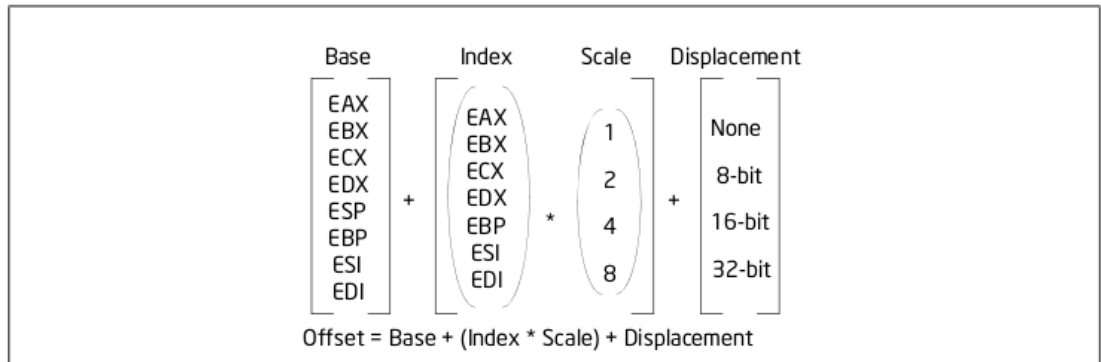 Base Index Scale Displacement
EAX
EBX
ECX
EDX
ESP
EBP
ESI
EDI
+
EAX
EBX
ECX
EDX
EBP
ESI
EDI
*
1
2
4
8
+
None
8-bit
16-bit
32-bit
Offset = Base + (Index * Scale) + Displacement